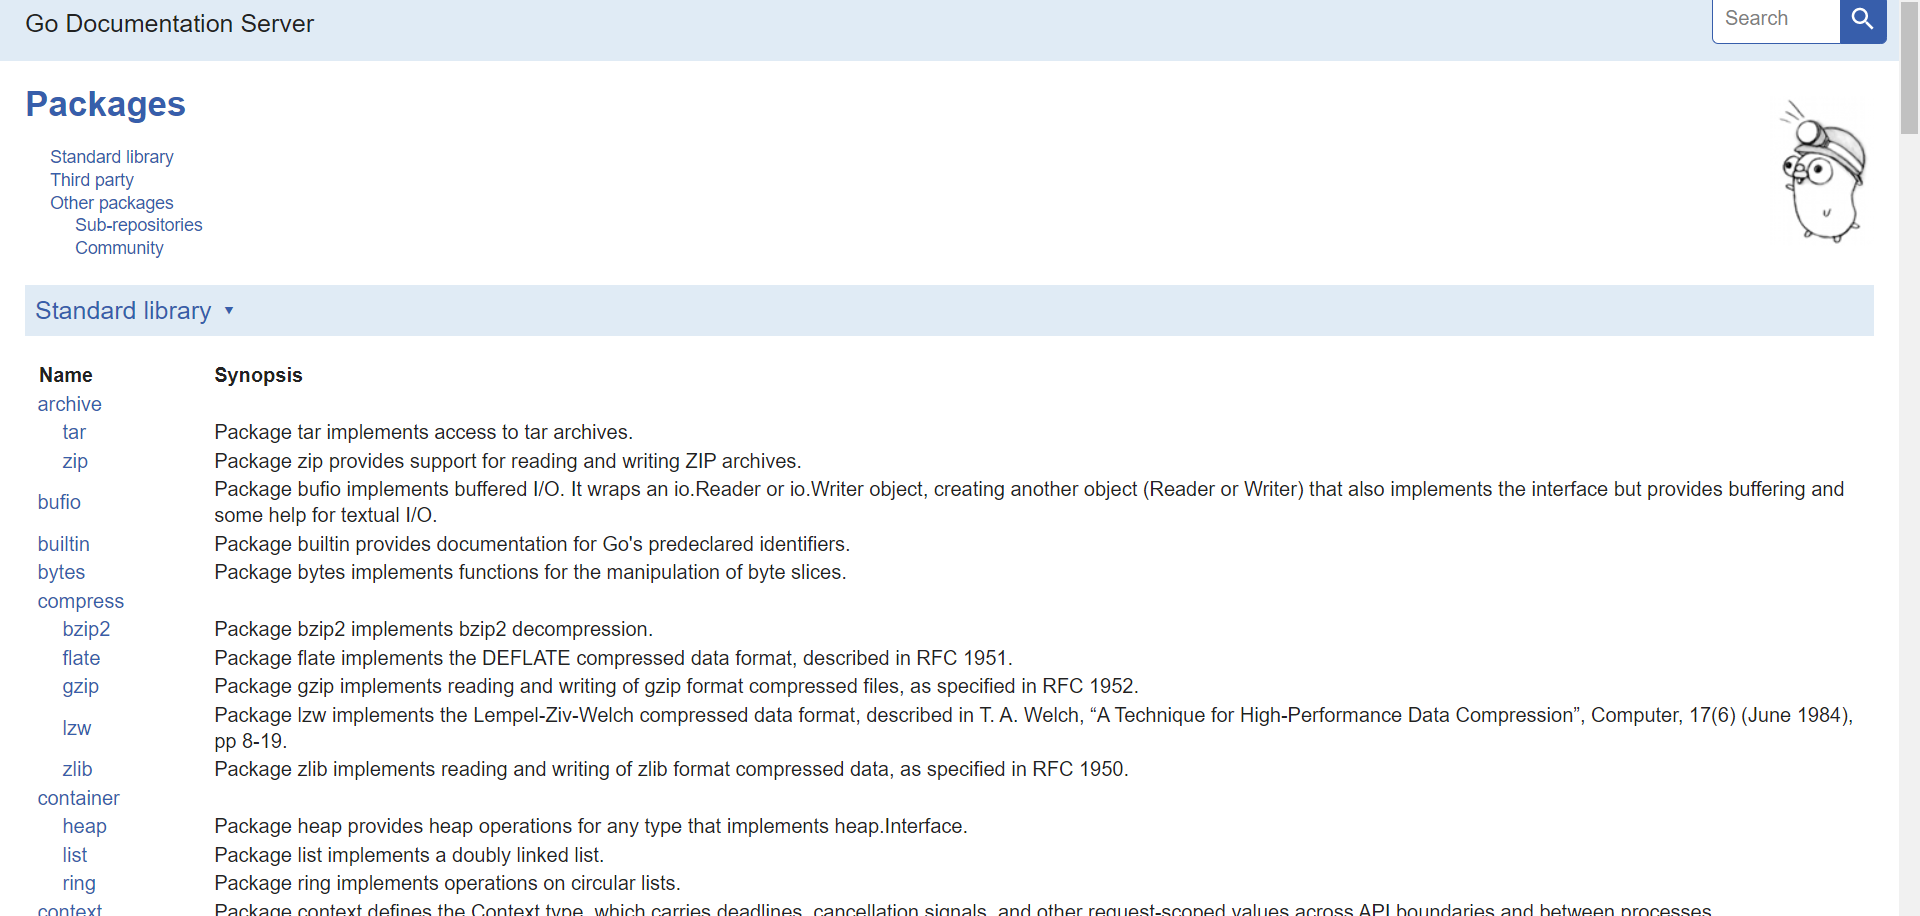 Go Documentation Server
Search
Packages
Standard library
Third party
Other packages
Sub-repositories
Community
Standard library ▾
Name Synopsis
archive
tar Package tar implements access to tar archives.
zip Package zip provides support for reading and writing ZIP archives.
bufio Package bufio implements buffered I/O. It wraps an io.Reader or io.Writer object, creating another object (Reader or Writer) that also implements the interface but provides buffering and
some help for textual I/O.
builtin Package builtin provides documentation for Go's predeclared identifiers.
bytes Package bytes implements functions for the manipulation of byte slices.
compress
bzip2 Package bzip2 implements bzip2 decompression.
flate Package flate implements the DEFLATE compressed data format, described in RFC 1951.
gzip Package gzip implements reading and writing of gzip format compressed files, as specified in RFC 1952.
lzw Package lzw implements the Lempel-Ziv-Welch compressed data format, described in T. A. Welch, “A Technique for High-Performance Data Compression”, Computer, 17(6) (June 1984),
pp 8-19.
zlib Package zlib implements reading and writing of zlib format compressed data, as specified in RFC 1950.
container
heap Package heap provides heap operations for any type that implements heap.Interface.
list Package list implements a doubly linked list.
ring Package ring implements operations on circular lists.
context Package context defines the Context type, which carries deadlines, cancellation signals, and other request-scoped values across API boundaries and between processes.